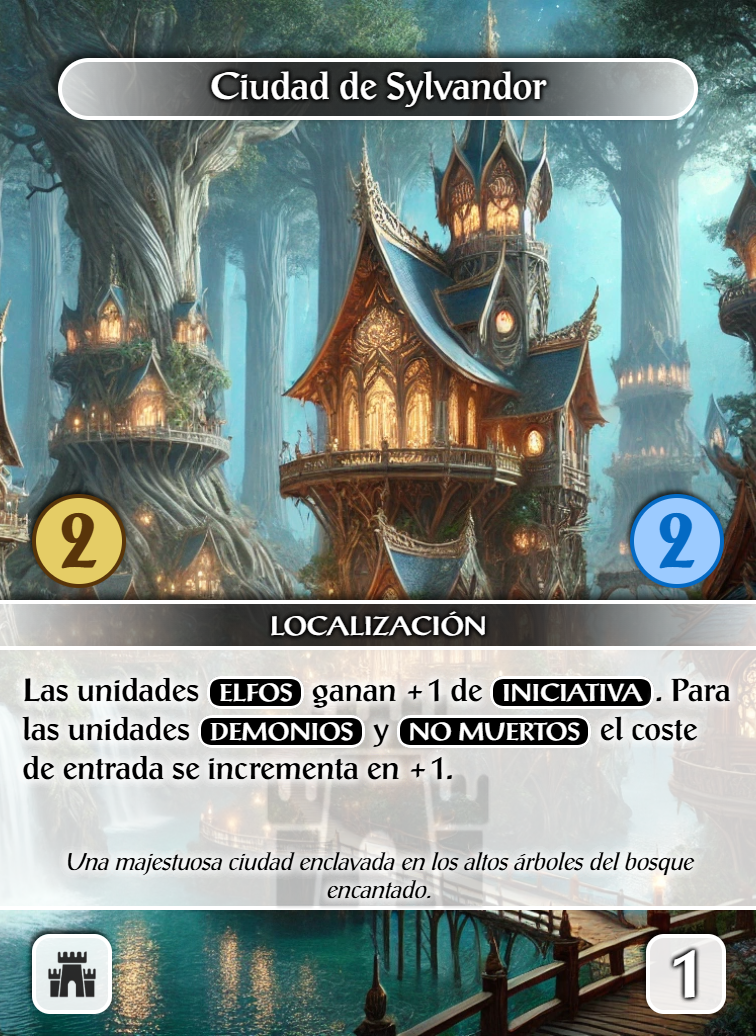 Ciudad de Sylvandor
2 2
LOCALIZACIÓN
Las unidades ELFOS ganan +1 de INICIATIVA. Para
las unidades DEMONIOS y NO MUERTOS el coste
de entrada se incrementa en +1.
Una majestuosa ciudad enclavada en los altos árboles del bosque
encantado.
1